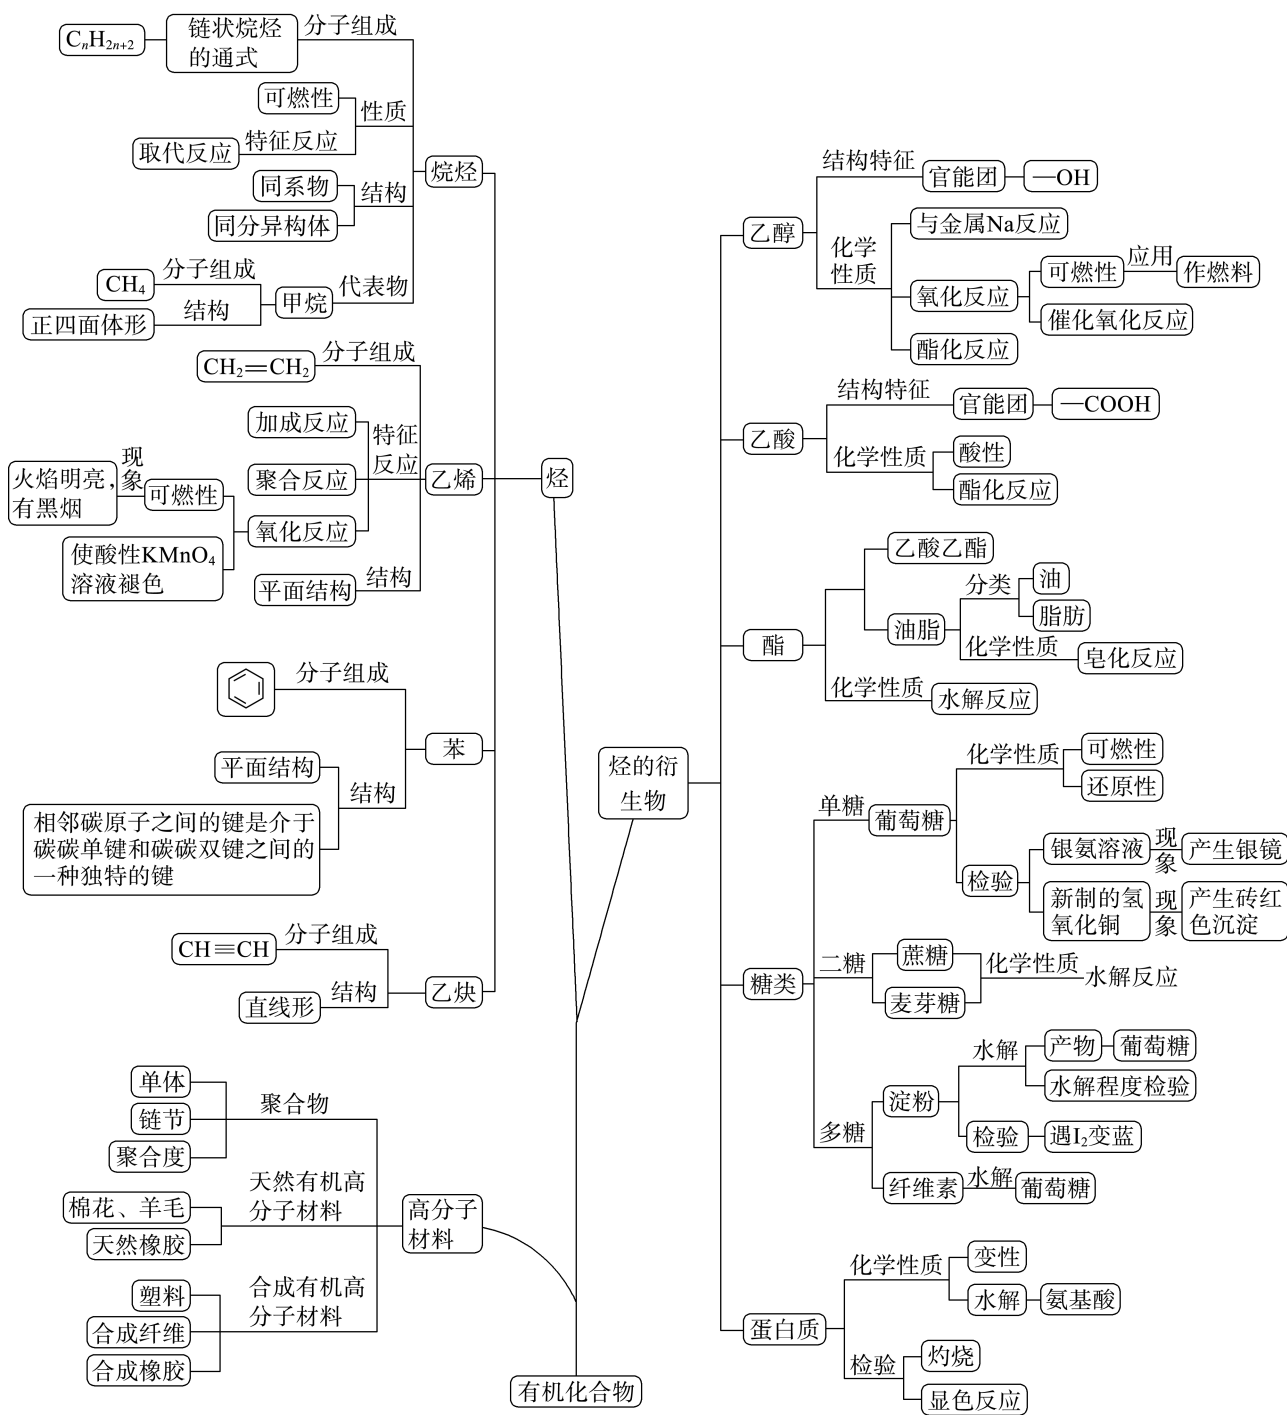 CₙH₂ₙ₊₂
链状烷烃
的通式
分子组成
可燃性
性质
取代反应
特征反应
烷烃
同系物
结构
同分异构体
CH₄
分子组成
代表物
正四面体形
结构
甲烷
CH₂═CH₂
分子组成
加成反应
特征
反应
聚合反应
乙烯
烃
火焰明亮,
有黑烟
现象
可燃性
氧化反应
使酸性KMnO₄
溶液褪色
平面结构
结构
分子组成
苯
平面结构
结构
相邻碳原子之间的键是介于
碳碳单键和碳碳双键之间的
一种独特的键
CH≡CH
分子组成
乙炔
直线形
结构
单体
链节
聚合度
聚合物
棉花、羊毛
天然橡胶
天然有机高
分子材料
高分子
材料
塑料
合成纤维
合成橡胶
合成有机高
分子材料
有机化合物
烃的衍
生物
乙醇
结构特征
官能团
—OH
化学
性质
与金属Na反应
氧化反应
可燃性
应用
作燃料
催化氧化反应
酯化反应
乙酸
结构特征
官能团
—COOH
化学性质
酸性
酯化反应
酯
乙酸乙酯
油脂
分类
油
脂肪
化学性质
皂化反应
化学性质
水解反应
糖类
单糖
葡萄糖
化学性质
可燃性
还原性
检验
银氨溶液
现象
产生银镜
新制的氢
氧化铜
现象
产生砖红
色沉淀
二糖
蔗糖
麦芽糖
化学性质
水解反应
多糖
淀粉
水解
产物
葡萄糖
水解程度检验
检验
遇I₂变蓝
纤维素
水解
葡萄糖
蛋白质
化学性质
变性
水解
氨基酸
检验
灼烧
显色反应